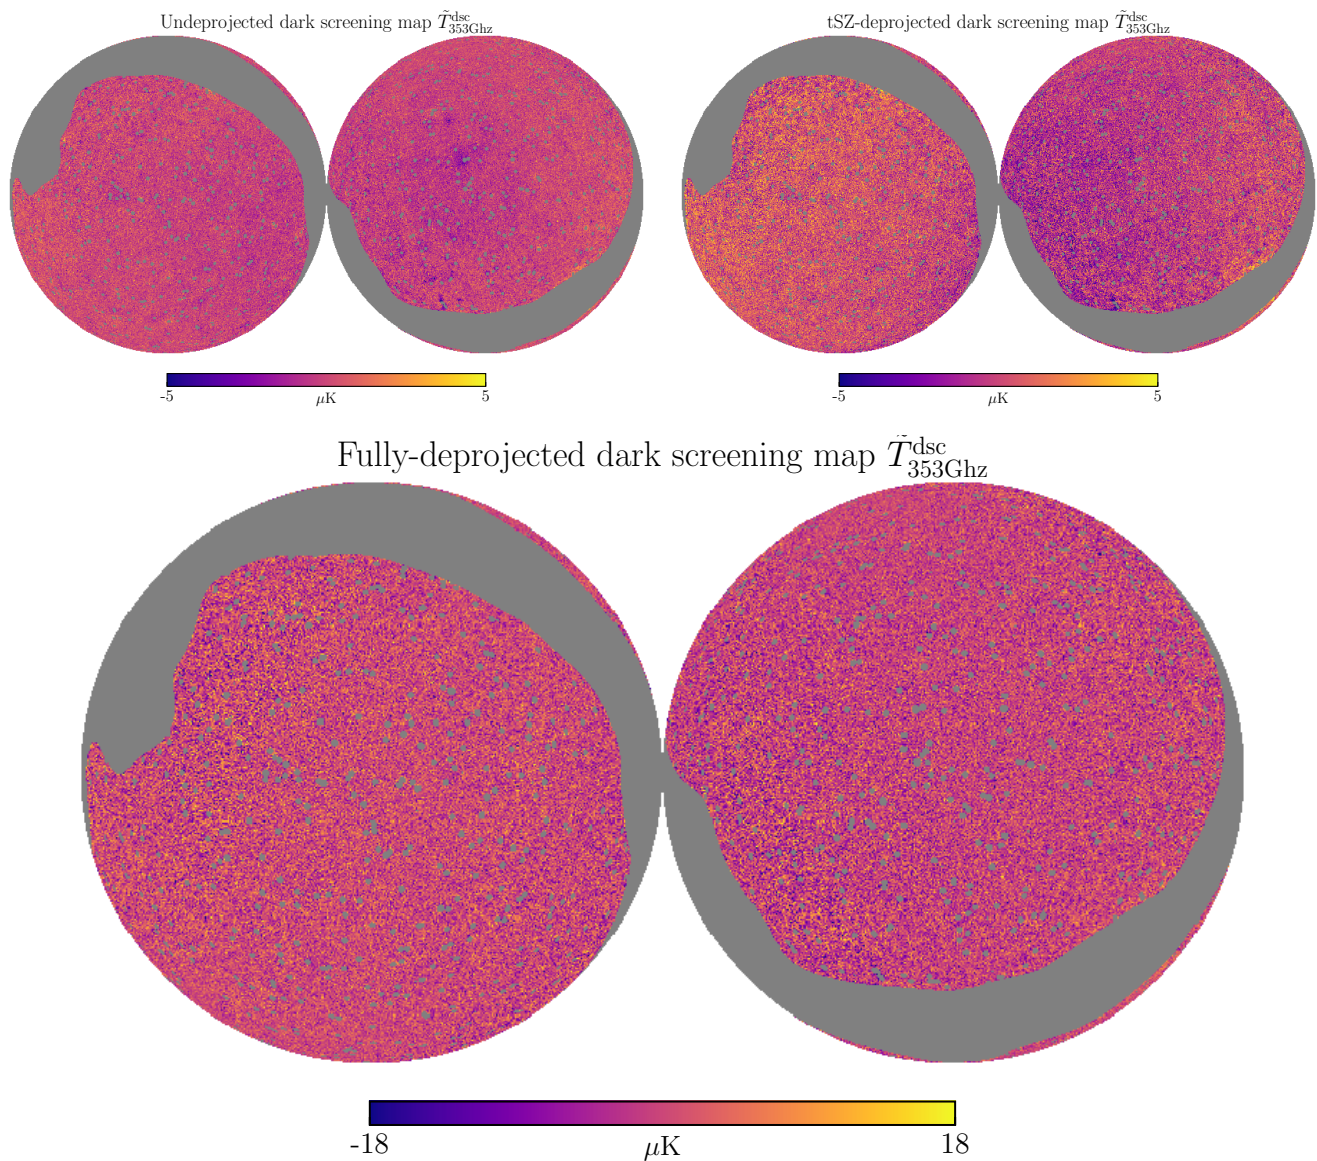 Undeprojected dark screening map T̃^dsc_353Ghz
tSZ-deprojected dark screening map T̃^dsc_353Ghz
-5 μK 5
-5 μK 5
Fully-deprojected dark screening map T̃^dsc_353Ghz
-18 μK 18